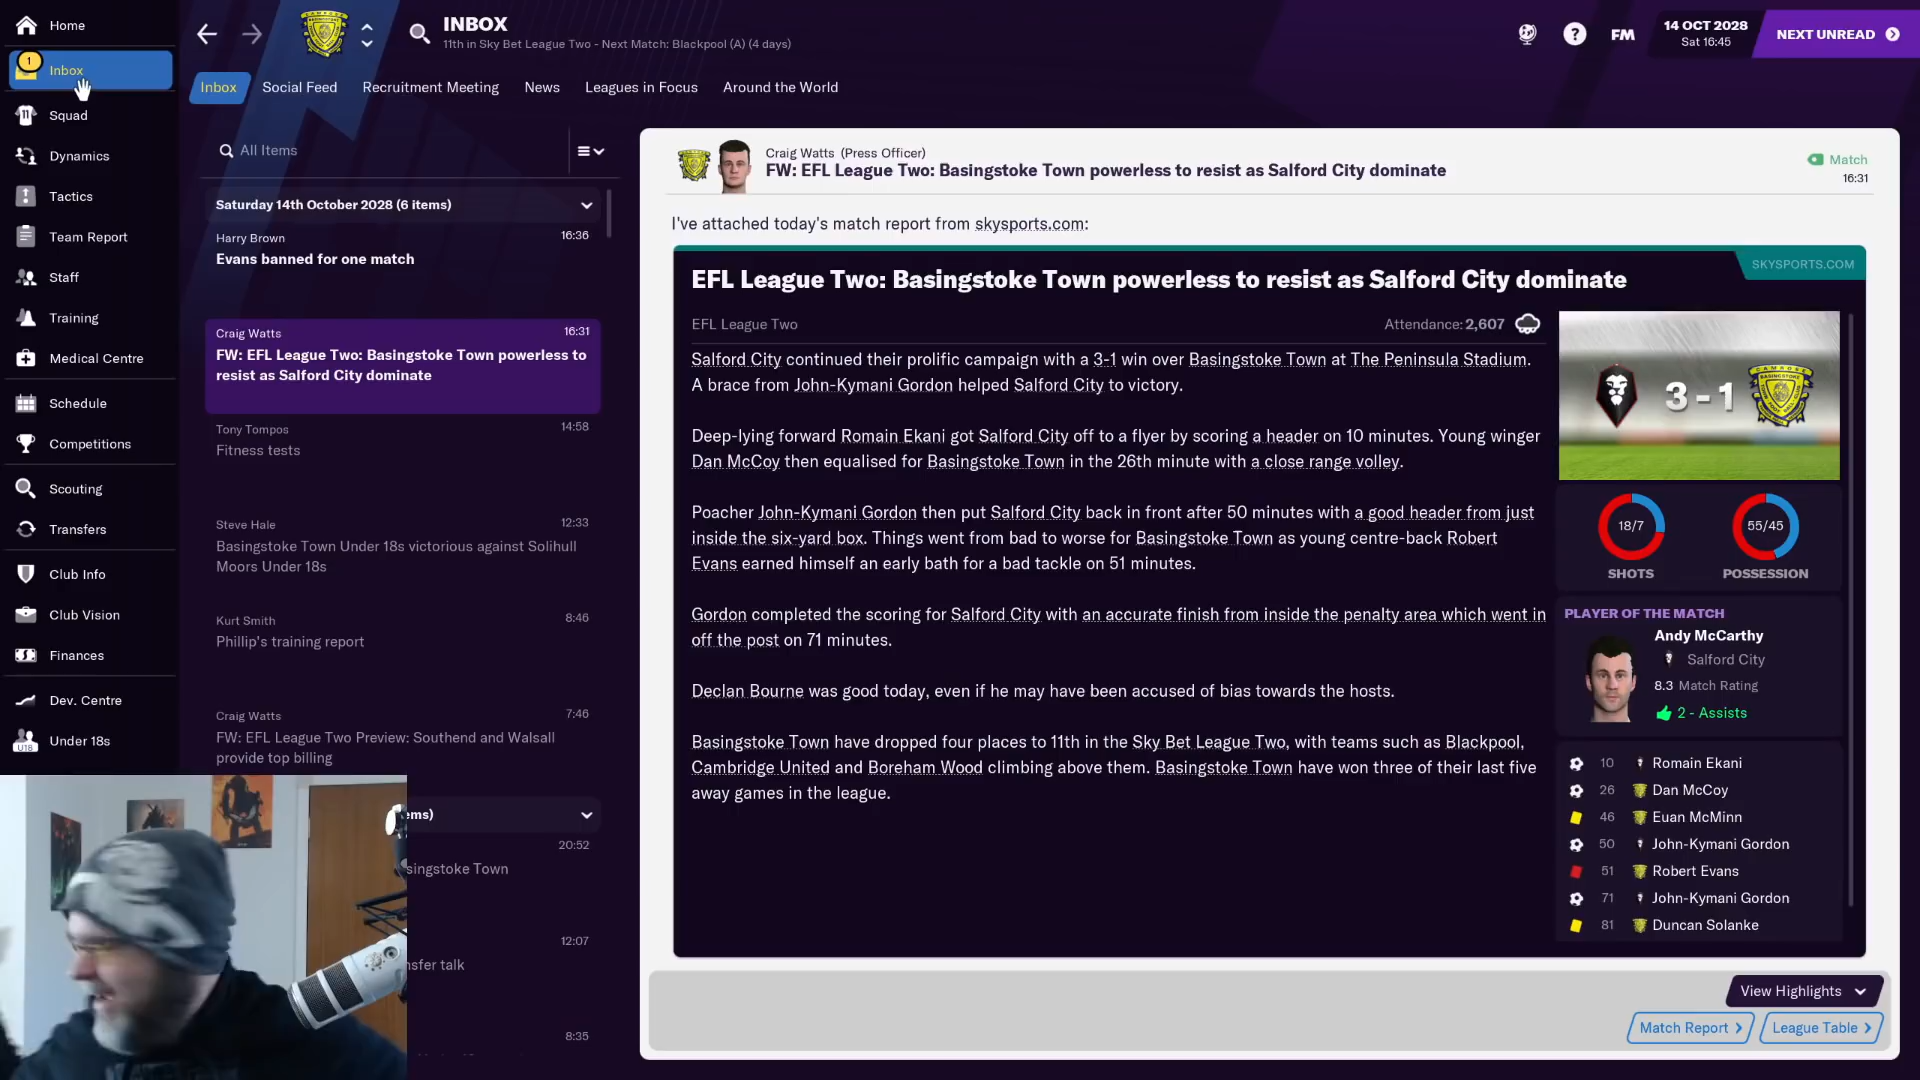 Home
1
Inbox
Squad
Dynamics
Tactics
Team Report
Staff
Training
Medical Centre
Schedule
Competitions
Scouting
Transfers
Club Info
Club Vision
Finances
Dev. Centre
U18
Under 18s
INBOX
11th in Sky Bet League Two - Next Match: Blackpool (A) (4 days)
FM
14 OCT 2028
Sat 16:45
NEXT UNREAD
Inbox
Social Feed
Recruitment Meeting
News
Leagues in Focus
Around the World
All Items
Saturday 14th October 2028 (6 items)
Harry Brown
16:36
Evans banned for one match
Craig Watts
16:31
FW: EFL League Two: Basingstoke Town powerless to
resist as Salford City dominate
Tony Tompos
14:58
Fitness tests
Steve Hale
12:33
Basingstoke Town Under 18s victorious against Solihull
Moors Under 18s
Kurt Smith
8:46
Phillip's training report
Craig Watts
7:46
FW: EFL League Two Preview: Southend and Walsall
provide top billing
ems)
20:52
singstoke Town
12:07
nsfer talk
8:35
Craig Watts (Press Officer)
FW: EFL League Two: Basingstoke Town powerless to resist as Salford City dominate
Match
16:31
I've attached today's match report from skysports.com:
SKYSPORTS.COM
EFL League Two: Basingstoke Town powerless to resist as Salford City dominate
EFL League Two
Attendance: 2,607
Salford City continued their prolific campaign with a 3-1 win over Basingstoke Town at The Peninsula Stadium.
A brace from John-Kymani Gordon helped Salford City to victory.
Deep-lying forward Romain Ekani got Salford City off to a flyer by scoring a header on 10 minutes. Young winger
Dan McCoy then equalised for Basingstoke Town in the 26th minute with a close range volley.
Poacher John-Kymani Gordon then put Salford City back in front after 50 minutes with a good header from just
inside the six-yard box. Things went from bad to worse for Basingstoke Town as young centre-back Robert
Evans earned himself an early bath for a bad tackle on 51 minutes.
Gordon completed the scoring for Salford City with an accurate finish from inside the penalty area which went in
off the post on 71 minutes.
Declan Bourne was good today, even if he may have been accused of bias towards the hosts.
Basingstoke Town have dropped four places to 11th in the Sky Bet League Two, with teams such as Blackpool,
Cambridge United and Boreham Wood climbing above them. Basingstoke Town have won three of their last five
away games in the league.
3 - 1
CAMROSE
18/7
SHOTS
55/45
POSSESSION
PLAYER OF THE MATCH
Andy McCarthy
Salford City
8.3 Match Rating
2 - Assists
10 Romain Ekani
26 Dan McCoy
46 Euan McMinn
50 John-Kymani Gordon
51 Robert Evans
71 John-Kymani Gordon
81 Duncan Solanke
View Highlights
Match Report
League Table